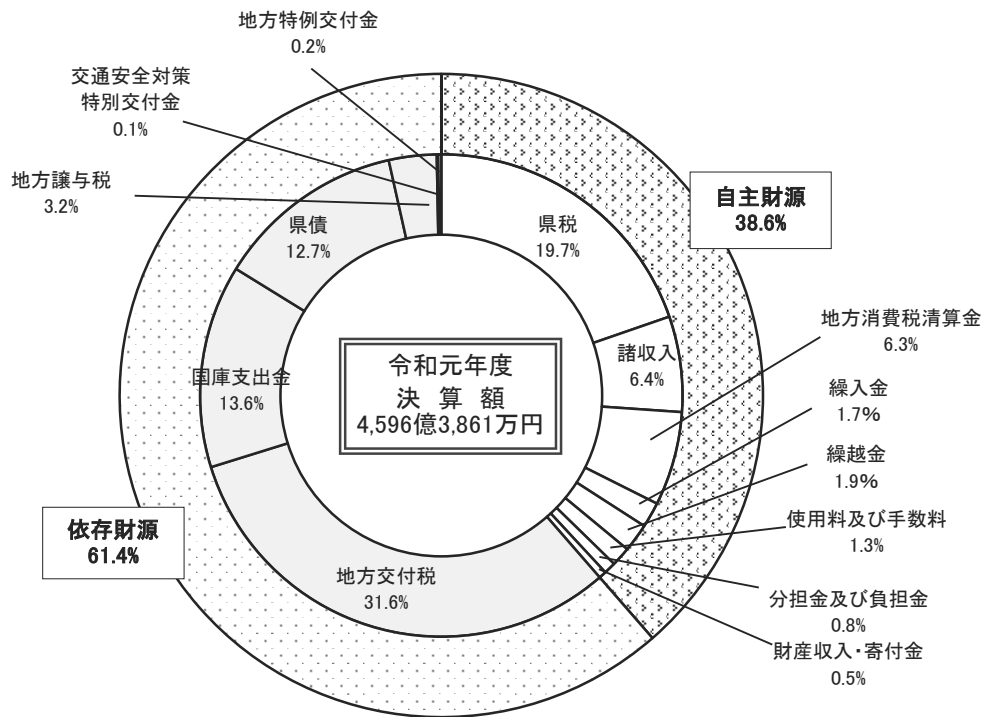 地方特例交付金
0.2%
交通安全対策
特別交付金
0.1%
地方譲与税
3.2%
県債
12.7%
県税
19.7%
自主財源
38.6%
地方消費税清算金
6.3%
諸収入
6.4%
国庫支出金
13.6%
令和元年度
決 算 額
4,596億3,861万円
繰入金
1.7%
繰越金
1.9%
使用料及び手数料
1.3%
依存財源
61.4%
地方交付税
31.6%
分担金及び負担金
0.8%
財産収入・寄付金
0.5%